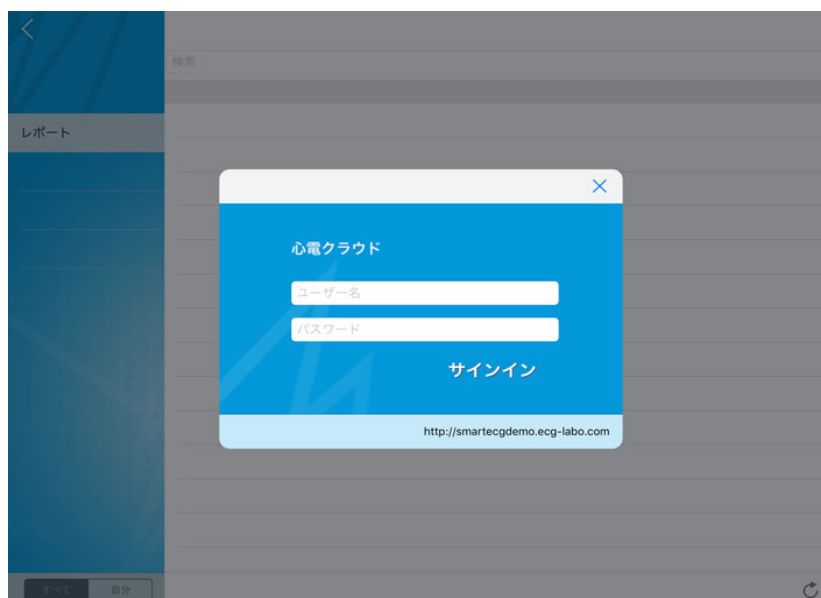 検索
レポート
心電クラウド
ユーザー名
パスワード
サインイン
http://smartecgdemo.ecg-labo.com
すべて 自分